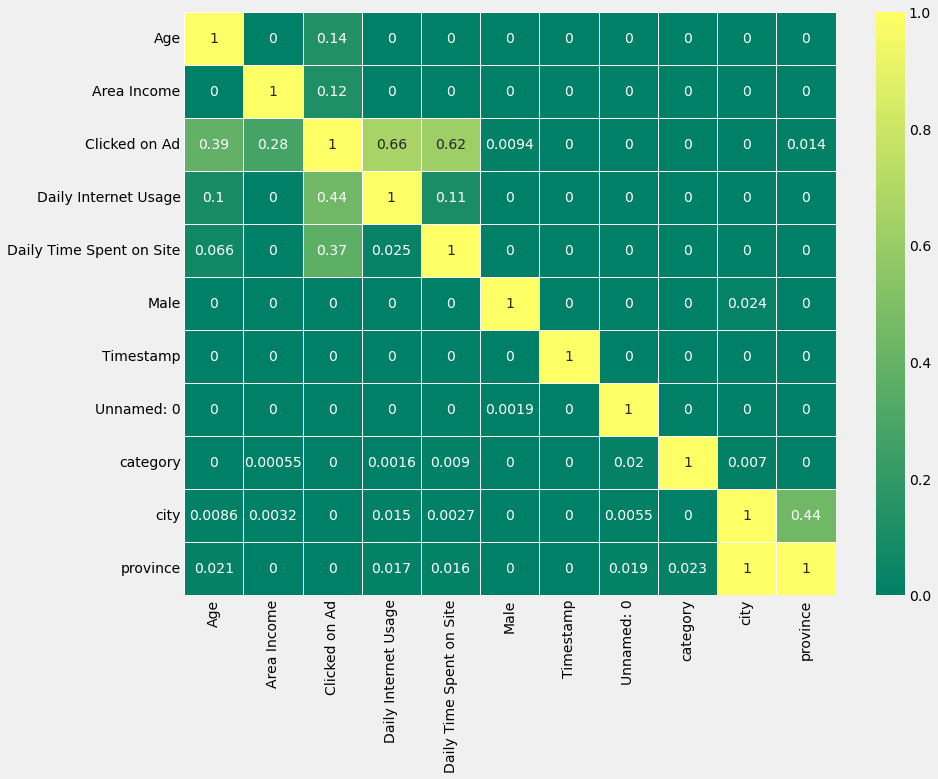 Age 1 0 0.14 0 0 0 0 0 0 0 0
Area Income 0 1 0.12 0 0 0 0 0 0 0 0
Clicked on Ad 0.39 0.28 1 0.66 0.62 0.0094 0 0 0 0 0.014
Daily Internet Usage 0.1 0 0.44 1 0.11 0 0 0 0 0 0
Daily Time Spent on Site 0.066 0 0.37 0.025 1 0 0 0 0 0 0
Male 0 0 0 0 0 1 0 0 0 0.024 0
Timestamp 0 0 0 0 0 0 1 0 0 0 0
Unnamed: 0 0 0 0 0 0 0.0019 0 1 0 0 0
category 0 0.00055 0 0.0016 0.009 0 0 0.02 1 0.007 0
city 0.0086 0.0032 0 0.015 0.0027 0 0 0.0055 0 1 0.44
province 0.021 0 0 0.017 0.016 0 0 0.019 0.023 1 1
Age
Area Income
Clicked on Ad
Daily Internet Usage
Daily Time Spent on Site
Male
Timestamp
Unnamed: 0
category
city
province
1.0
0.8
0.6
0.4
0.2
0.0